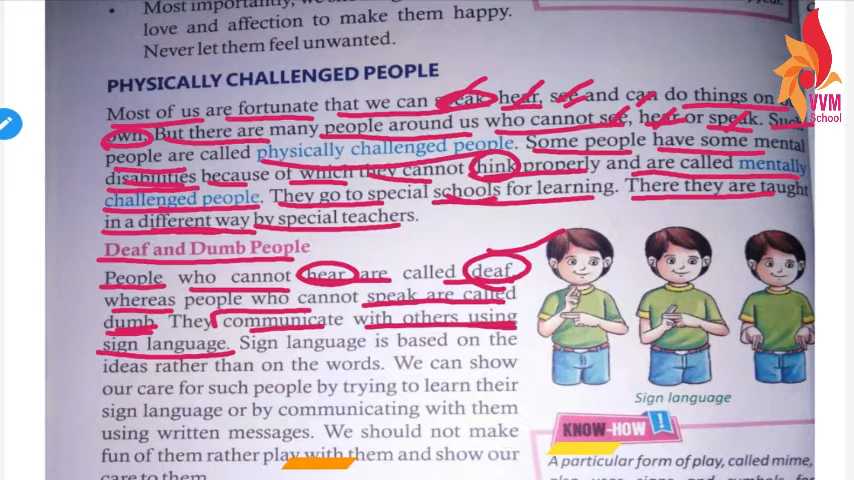 Most importantly, we
love and affection to make them happy.
Never let them feel unwanted.
year.
PHYSICALLY CHALLENGED PEOPLE
Most of us are fortunate that we can speak, hear, see and can do things on
own. But there are many people around us who cannot see, hear or speak. Such
people are called physically challenged people. Some people have some mental
disabilities because of which they cannot think properly and are called mentally
challenged people. They go to special schools for learning. There they are taught
in a different way by special teachers.
Deaf and Dumb People
People who cannot hear are called deaf,
whereas people who cannot speak are called
dumb. They communicate with others using
sign language. Sign language is based on the
ideas rather than on the words. We can show
our care for such people by trying to learn their
sign language or by communicating with them
using written messages. We should not make
fun of them rather play with them and show our
care to them
Sign language
KNOW-HOW !
A particular form of play, called mime,
also uses signs and symbols for
VVM
School